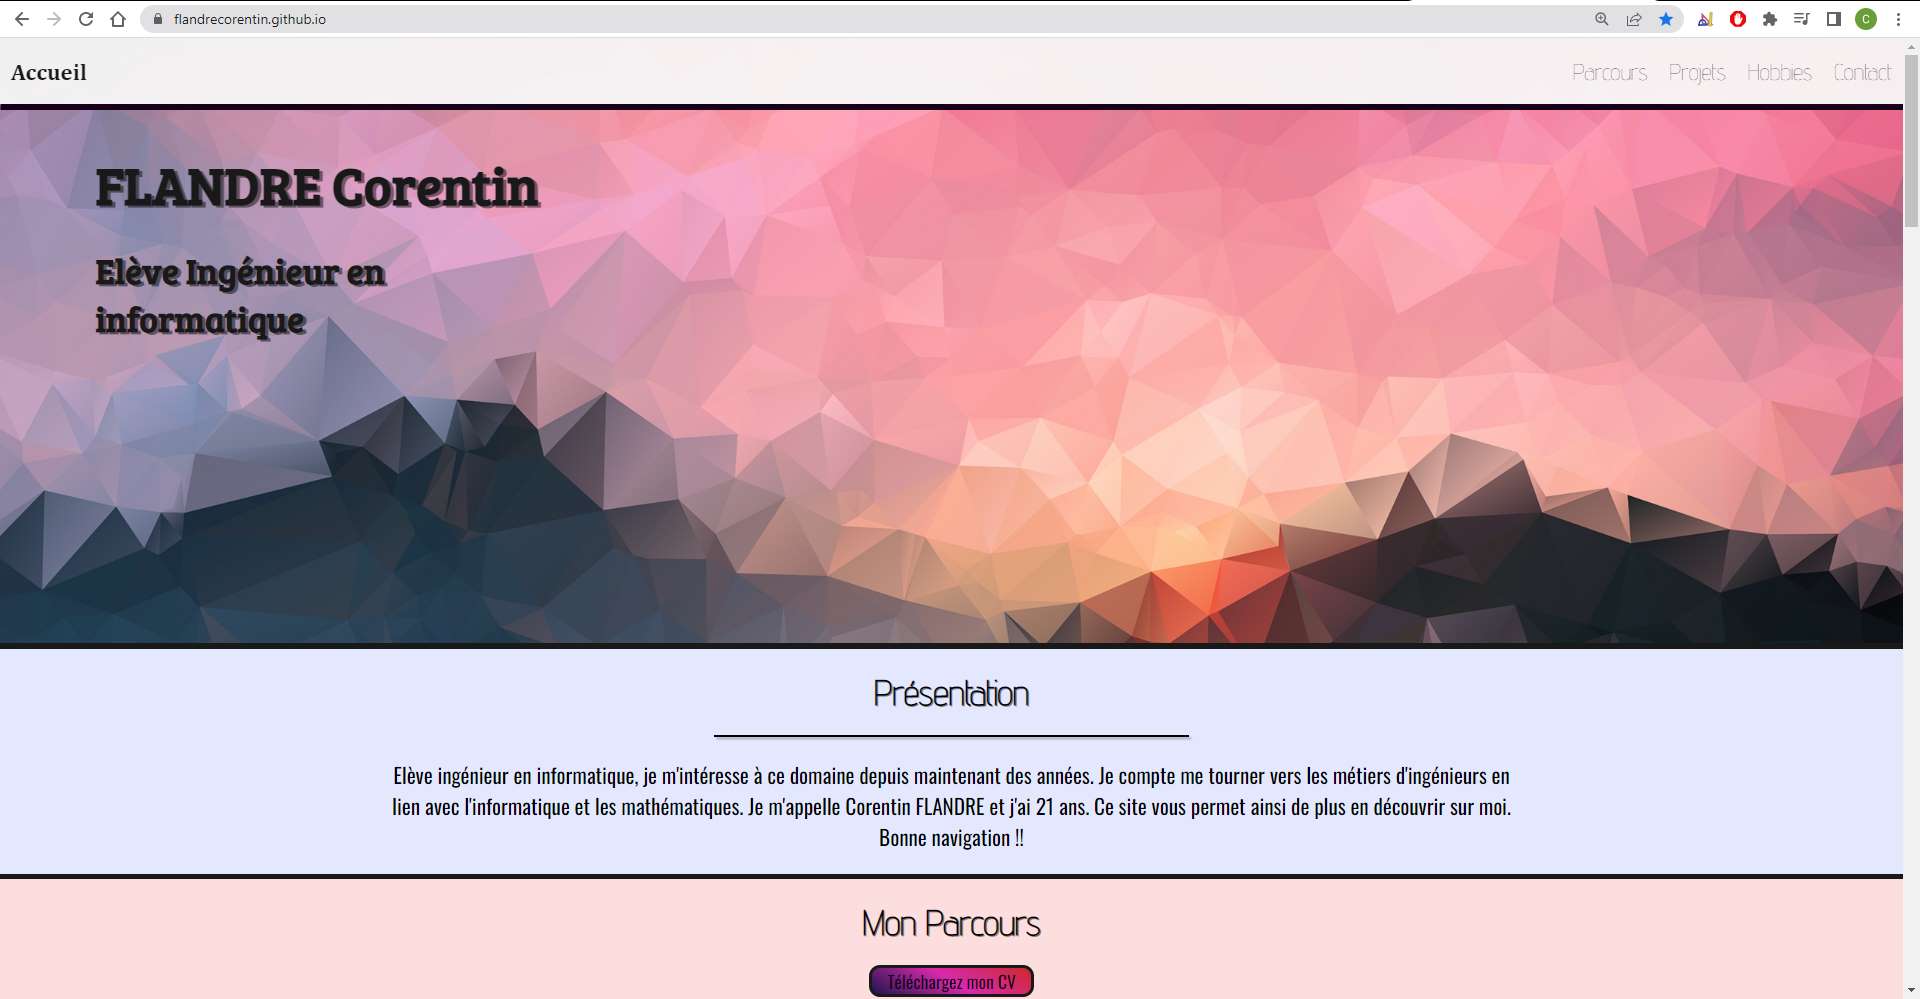 flandrecorentin.github.io
C
Accueil
Parcours Projets Hobbies Contact
FLANDRE Corentin
Elève Ingénieur en
informatique
Présentation
Elève ingénieur en informatique, je m'intéresse à ce domaine depuis maintenant des années. Je compte me tourner vers les métiers d'ingénieurs en
lien avec l'informatique et les mathématiques. Je m'appelle Corentin FLANDRE et j'ai 21 ans. Ce site vous permet ainsi de plus en découvrir sur moi.
Bonne navigation !!
Mon Parcours
Téléchargez mon CV